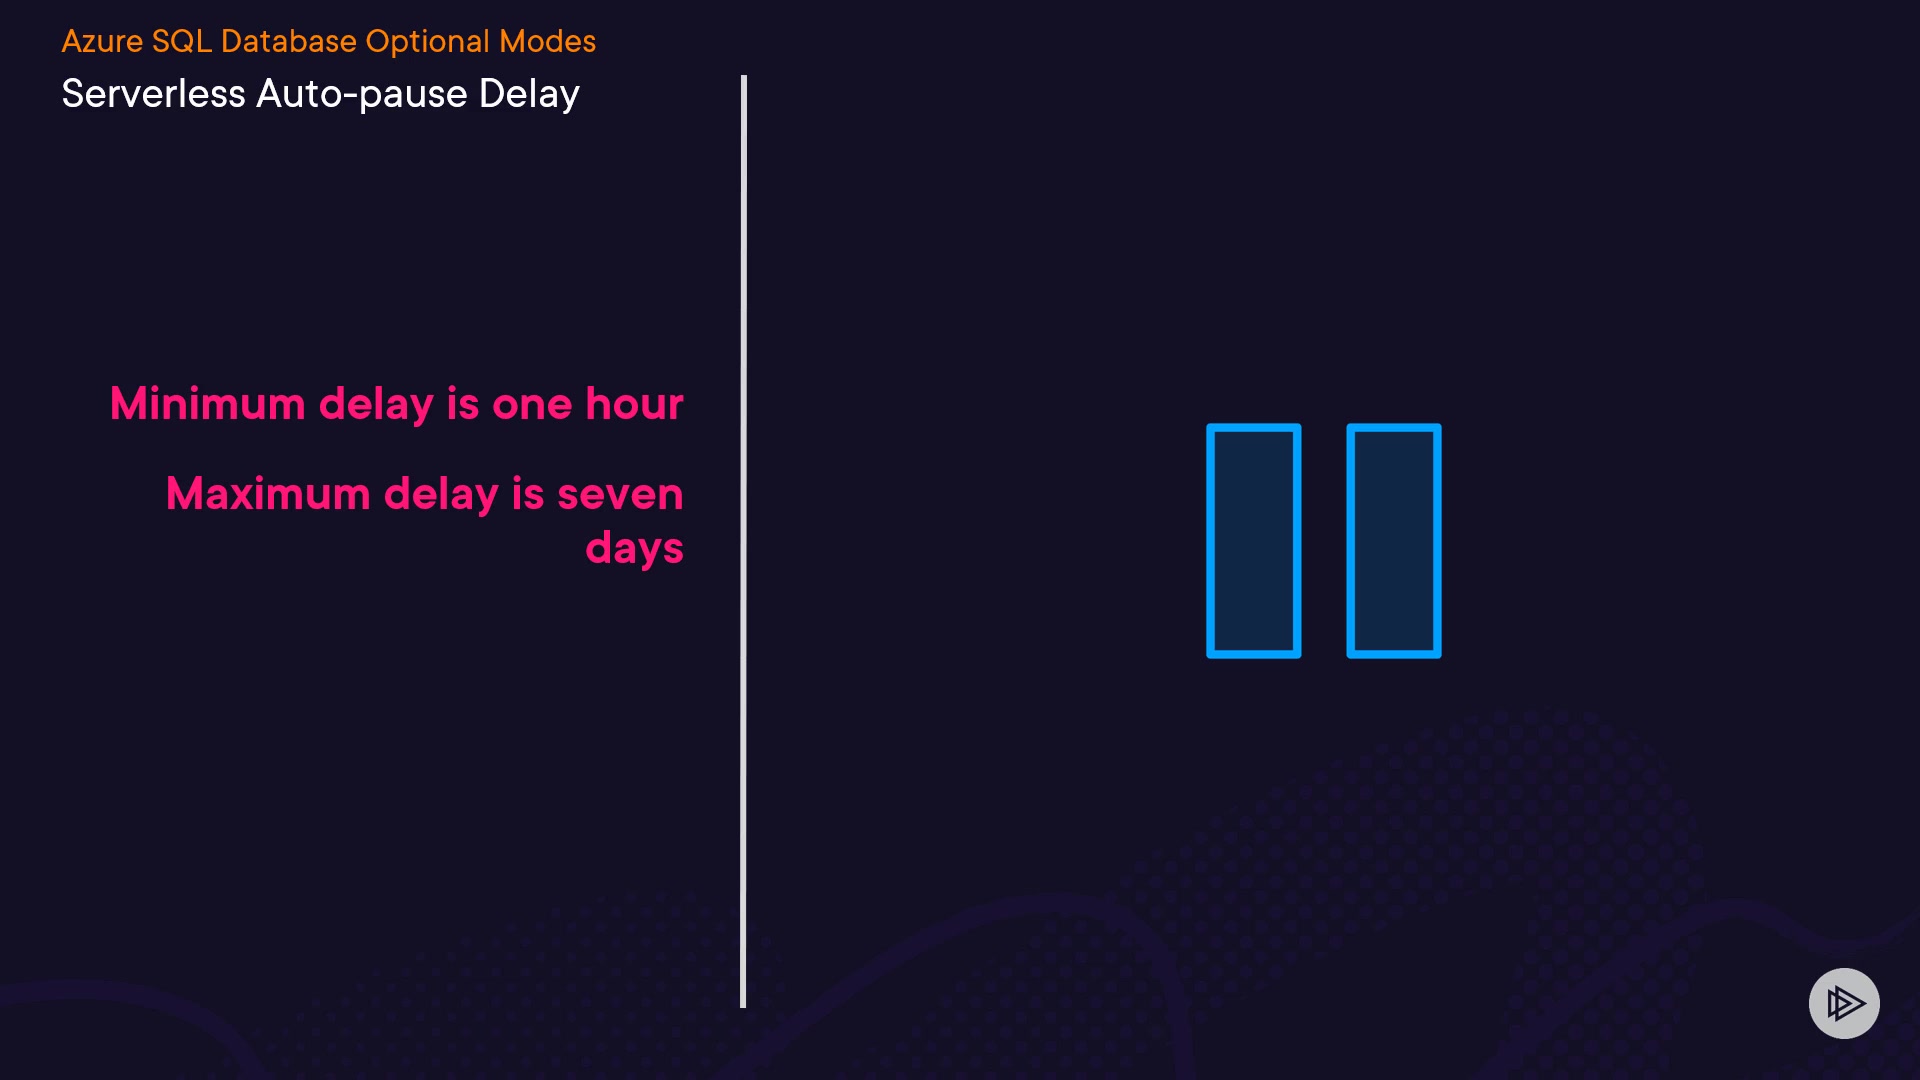 Azure SQL Database Optional Modes
Serverless Auto-pause Delay
Minimum delay is one hour
Maximum delay is seven
days